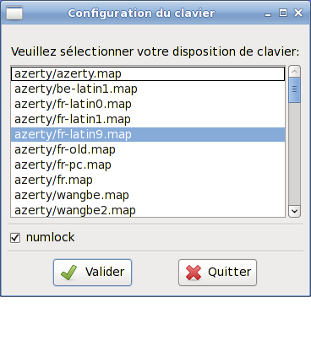 Configuration du clavier
Veuillez sélectionner votre disposition de clavier:
azerty/azerty.map
azerty/be-latin1.map
azerty/fr-latin0.map
azerty/fr-latin1.map
azerty/fr-latin9.map
azerty/fr-old.map
azerty/fr-pc.map
azerty/fr.map
azerty/wangbe.map
azerty/wangbe2.map
numlock
Valider
Quitter